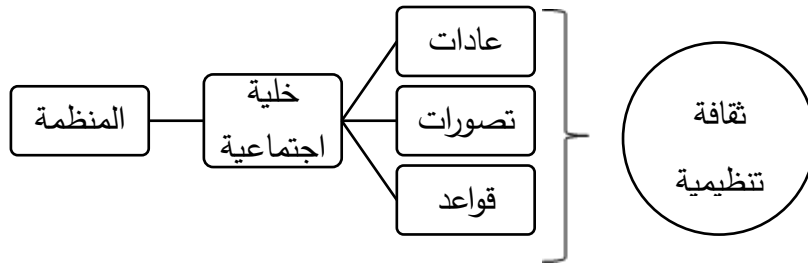 عادات
خلية
اجتماعية
المنظمة
تصورات
قواعد
ثقافة
تنظيمية